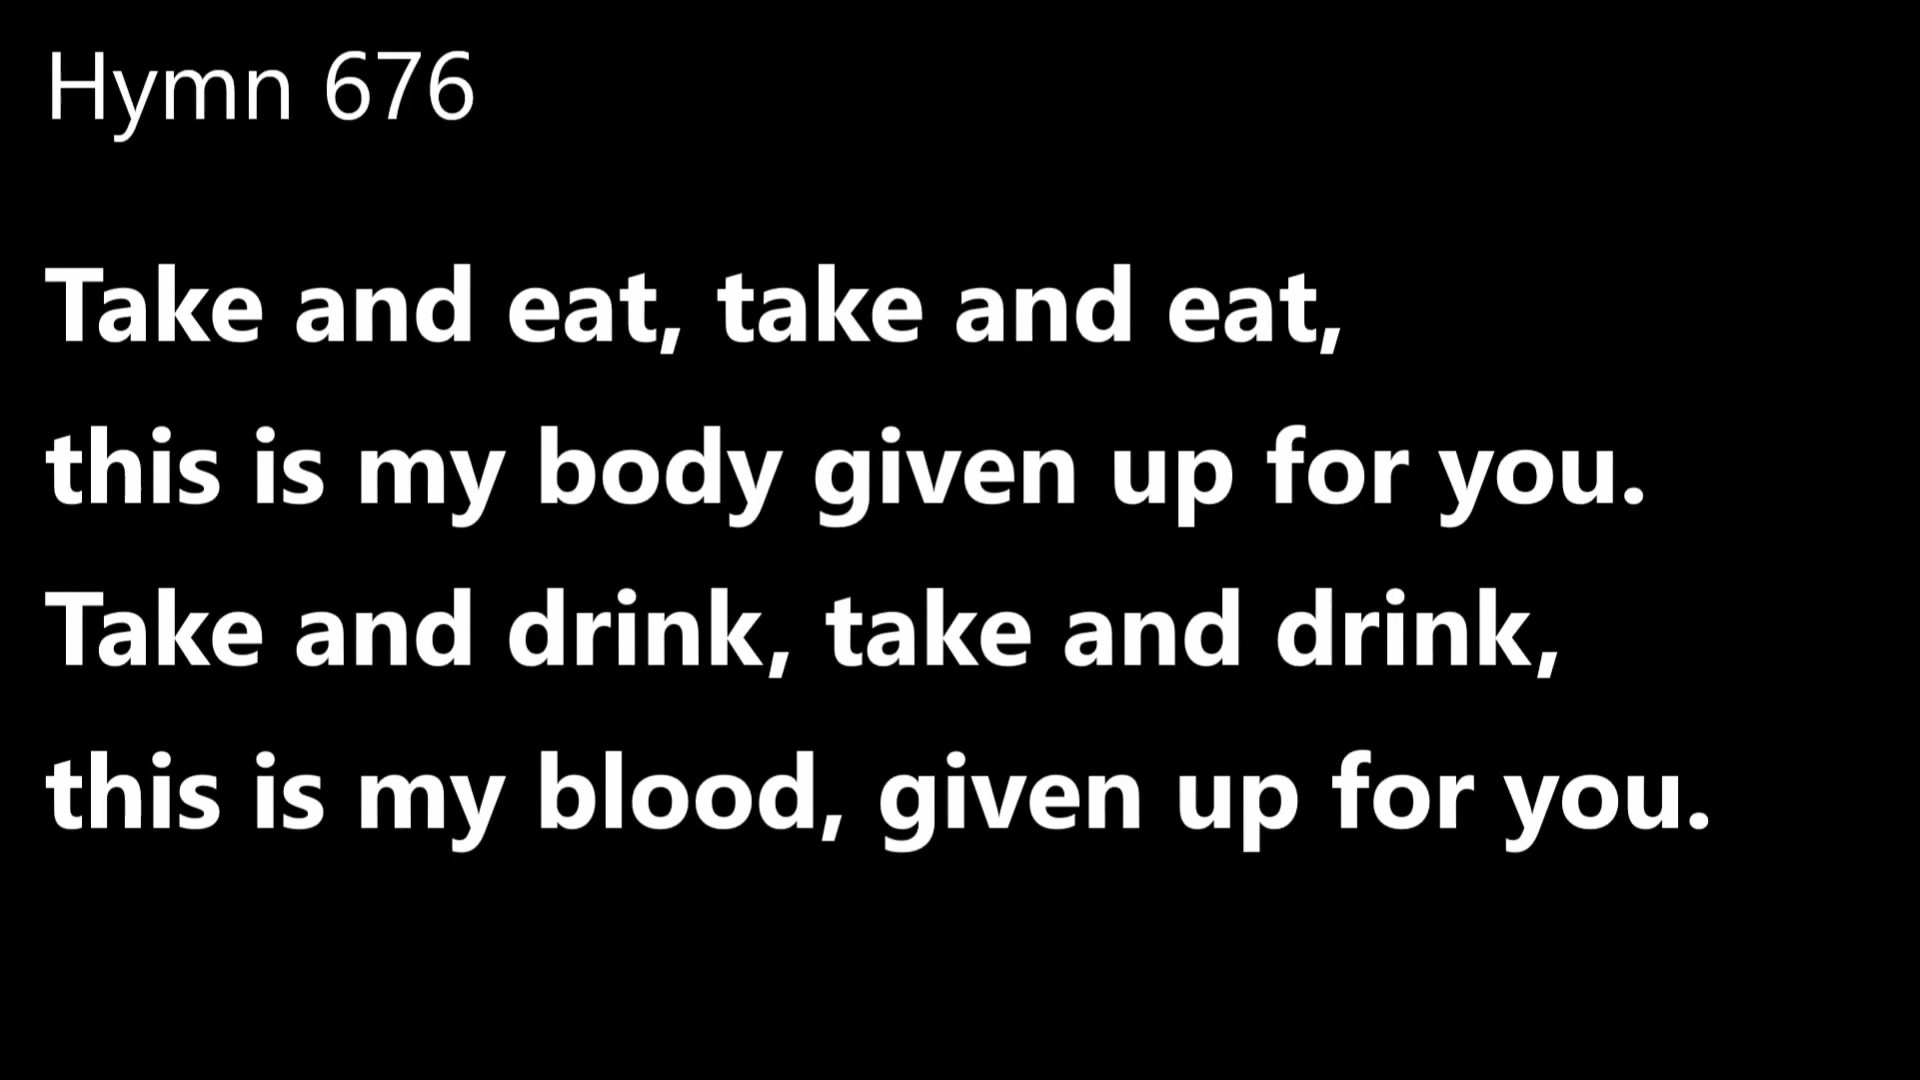 Hymn 676
Take and eat, take and eat,
this is my body given up for you.
Take and drink, take and drink,
this is my blood, given up for you.